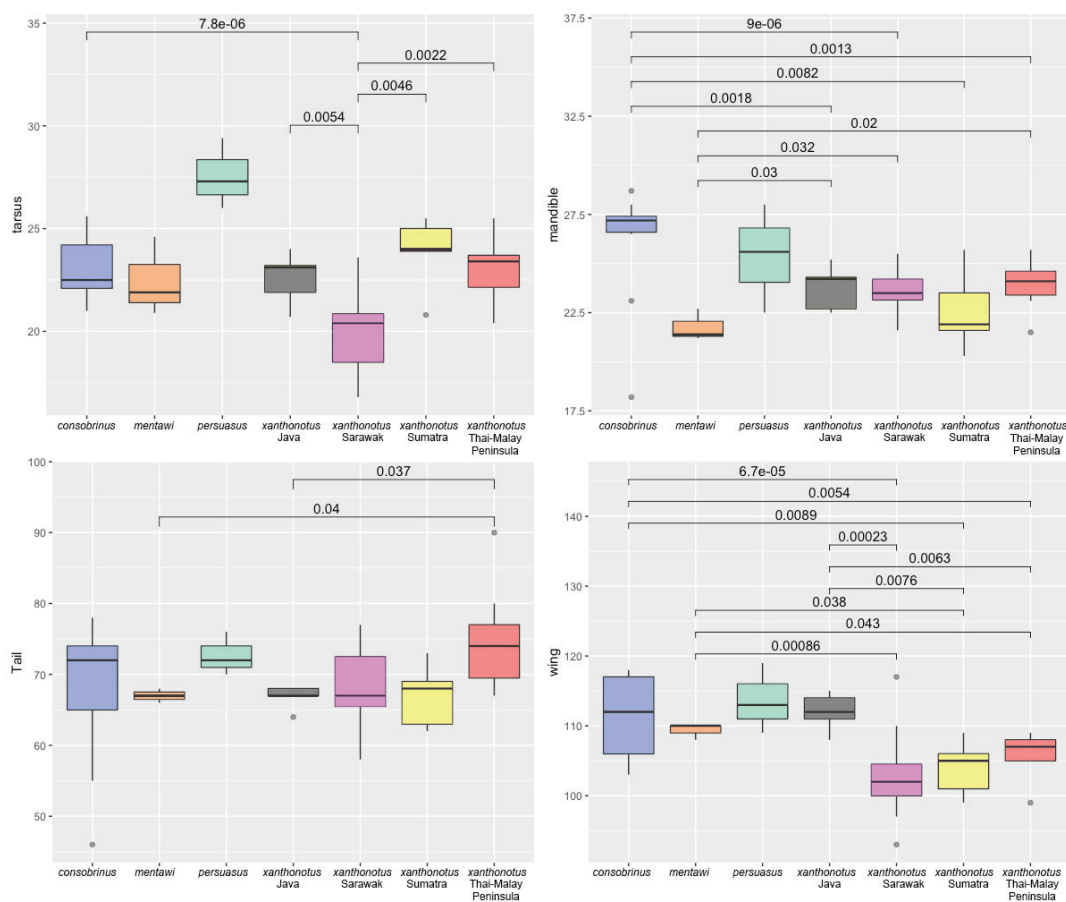 35
30
25
20
tarsus
7.8e-06
0.0022
0.0046
0.0054
consobrinus
mentawi
persuasus
xanthonotus
Java
xanthonotus
Sarawak
xanthonotus
Sumatra
xanthonotus
Thai-Malay
Peninsula
37.5
32.5
27.5
22.5
17.5
mandible
9e-06
0.0013
0.0082
0.0018
0.02
0.032
0.03
consobrinus
mentawi
persuasus
xanthonotus
Java
xanthonotus
Sarawak
xanthonotus
Sumatra
xanthonotus
Thai-Malay
Peninsula
100
90
80
70
60
50
Tail
0.037
0.04
consobrinus
mentawi
persuasus
xanthonotus
Java
xanthonotus
Sarawak
xanthonotus
Sumatra
xanthonotus
Thai-Malay
Peninsula
140
130
120
110
100
wing
6.7e-05
0.0054
0.0089
0.00023
0.0063
0.0076
0.038
0.043
0.00086
consobrinus
mentawi
persuasus
xanthonotus
Java
xanthonotus
Sarawak
xanthonotus
Sumatra
xanthonotus
Thai-Malay
Peninsula